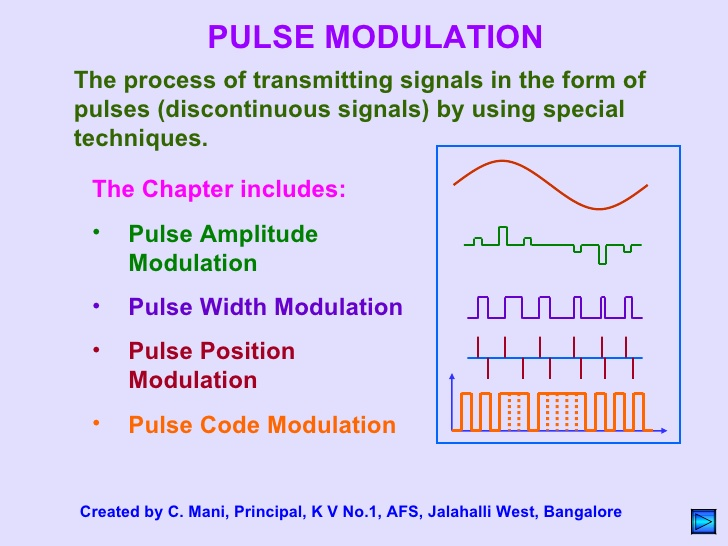 PULSE MODULATION
The process of transmitting signals in the form of
pulses (discontinuous signals) by using special
techniques.
The Chapter includes:
• Pulse Amplitude
Modulation
• Pulse Width Modulation
• Pulse Position
Modulation
• Pulse Code Modulation
Created by C. Mani, Principal, K V No.1, AFS, Jalahalli West, Bangalore